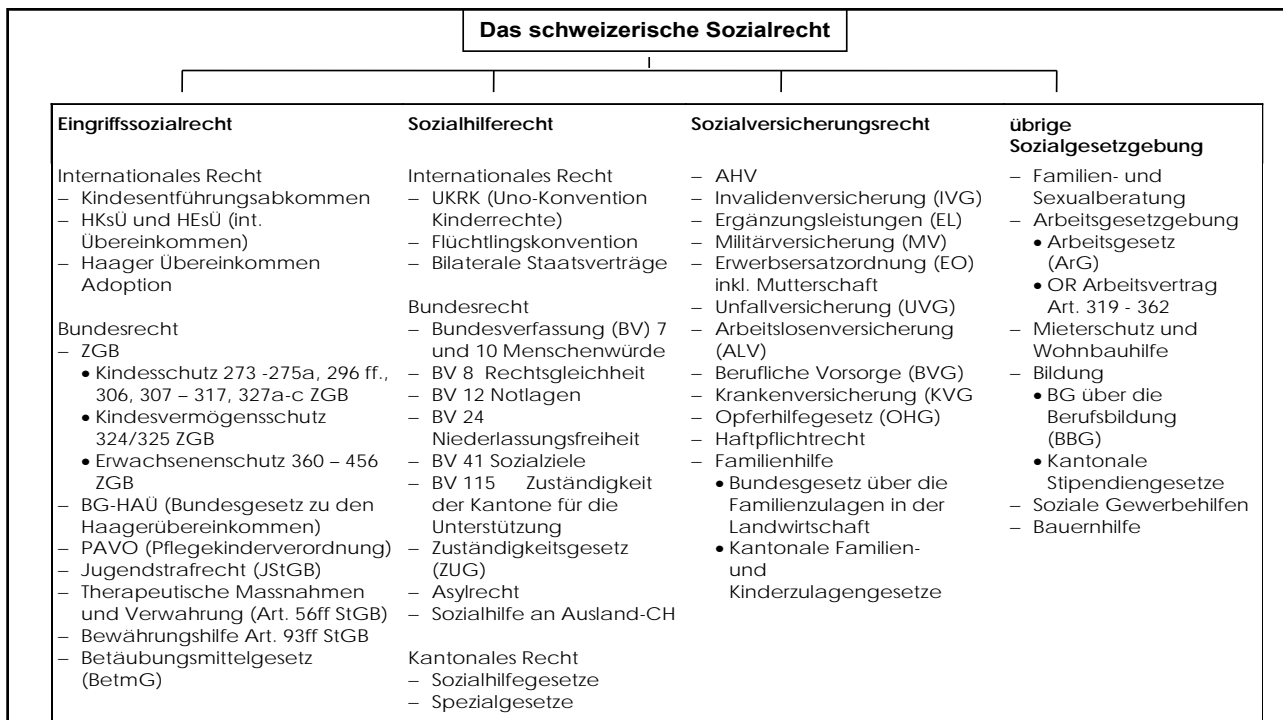 Das schweizerische Sozialrecht
Eingriffssozialrecht
Internationales Recht
– Kindesentführungsabkommen
– HKsÜ und HEsÜ (int.
Übereinkommen)
– Haager Übereinkommen
Adoption
Bundesrecht
– ZGB
• Kindesschutz 273 -275a, 296 ff.,
306, 307 – 317, 327a-c ZGB
• Kindesvermögensschutz
324/325 ZGB
• Erwachsenenschutz 360 – 456
ZGB
– BG-HAÜ (Bundesgesetz zu den
Haagerübereinkommen)
– PAVO (Pflegekinderverordnung)
– Jugendstrafrecht (JStGB)
– Therapeutische Massnahmen
und Verwahrung (Art. 56ff StGB)
– Bewährungshilfe Art. 93ff StGB
– Betäubungsmittelgesetz
(BetmG)
Sozialhilferecht
Internationales Recht
– UKRK (Uno-Konvention
Kinderrechte)
– Flüchtlingskonvention
– Bilaterale Staatsverträge
Bundesrecht
– Bundesverfassung (BV) 7
und 10 Menschenwürde
– BV 8 Rechtsgleichheit
– BV 12 Notlagen
– BV 24
Niederlassungsfreiheit
– BV 41 Sozialziele
– BV 115 Zuständigkeit
der Kantone für die
Unterstützung
– Zuständigkeitsgesetz
(ZUG)
– Asylrecht
– Sozialhilfe an Ausland-CH
Kantonales Recht
– Sozialhilfegesetze
– Spezialgesetze
Sozialversicherungsrecht
– AHV
– Invalidenversicherung (IVG)
– Ergänzungsleistungen (EL)
– Militärversicherung (MV)
– Erwerbsersatzordnung (EO)
inkl. Mutterschaft
– Unfallversicherung (UVG)
– Arbeitslosenversicherung
(ALV)
– Berufliche Vorsorge (BVG)
– Krankenversicherung (KVG
– Opferhilfegesetz (OHG)
– Haftpflichtrecht
– Familienhilfe
• Bundesgesetz über die
Familienzulagen in der
Landwirtschaft
• Kantonale Familien-
und
Kinderzulagengesetze
übrige
Sozialgesetzgebung
– Familien- und
Sexualberatung
– Arbeitsgesetzgebung
• Arbeitsgesetz
(ArG)
• OR Arbeitsvertrag
Art. 319 - 362
– Mieterschutz und
Wohnbauhilfe
– Bildung
• BG über die
Berufsbildung
(BBG)
• Kantonale
Stipendiengesetze
– Soziale Gewerbehilfen
– Bauernhilfe